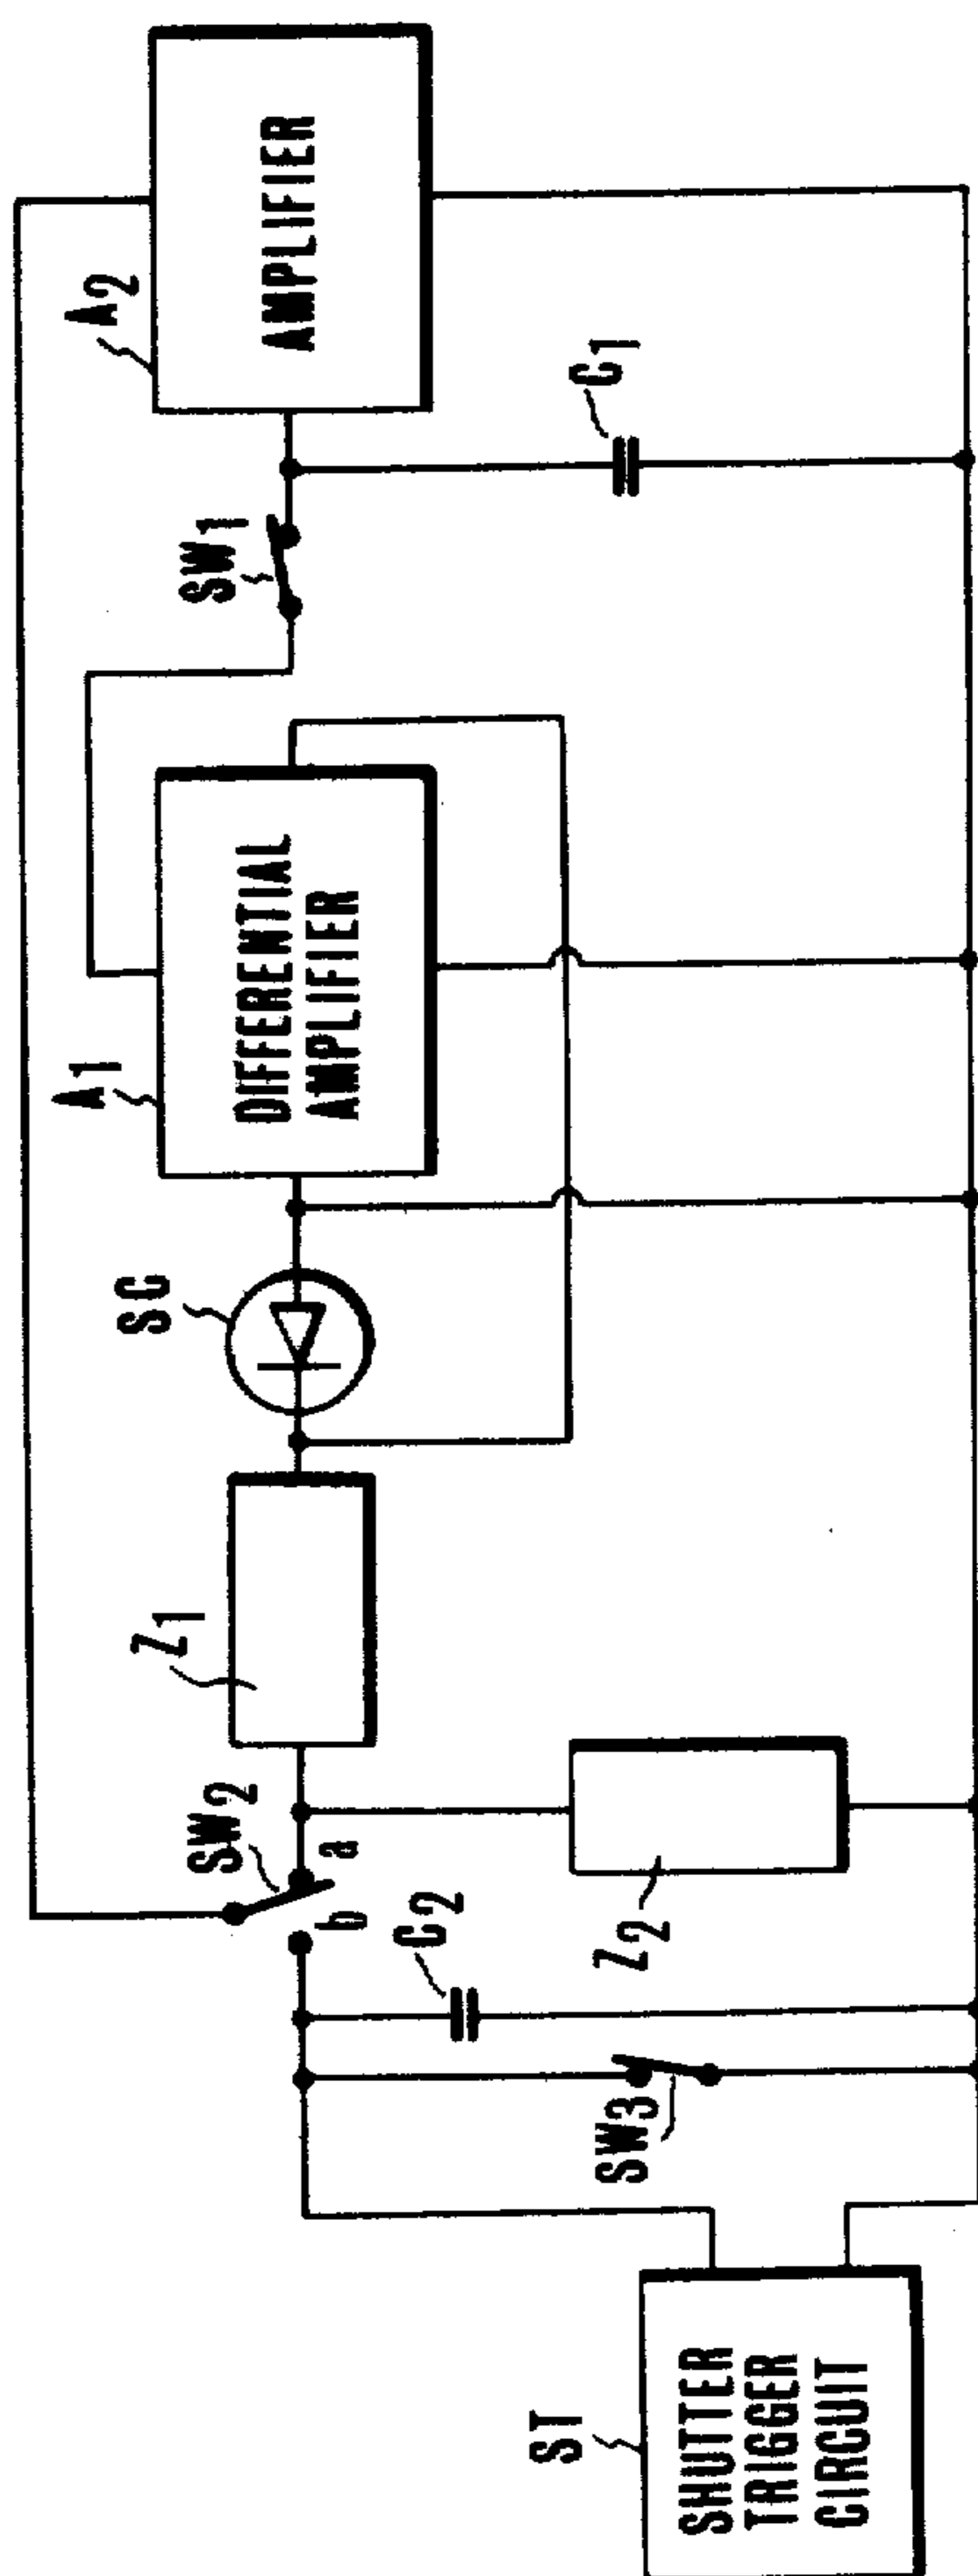 A2
AMPLIFIER
SW1
C1
A1
DIFFERENTIAL
AMPLIFIER
SC
Z1
SW2
a
b
C2
Z2
SW3
ST
SHUTTER
TRIGGER
CIRCUIT